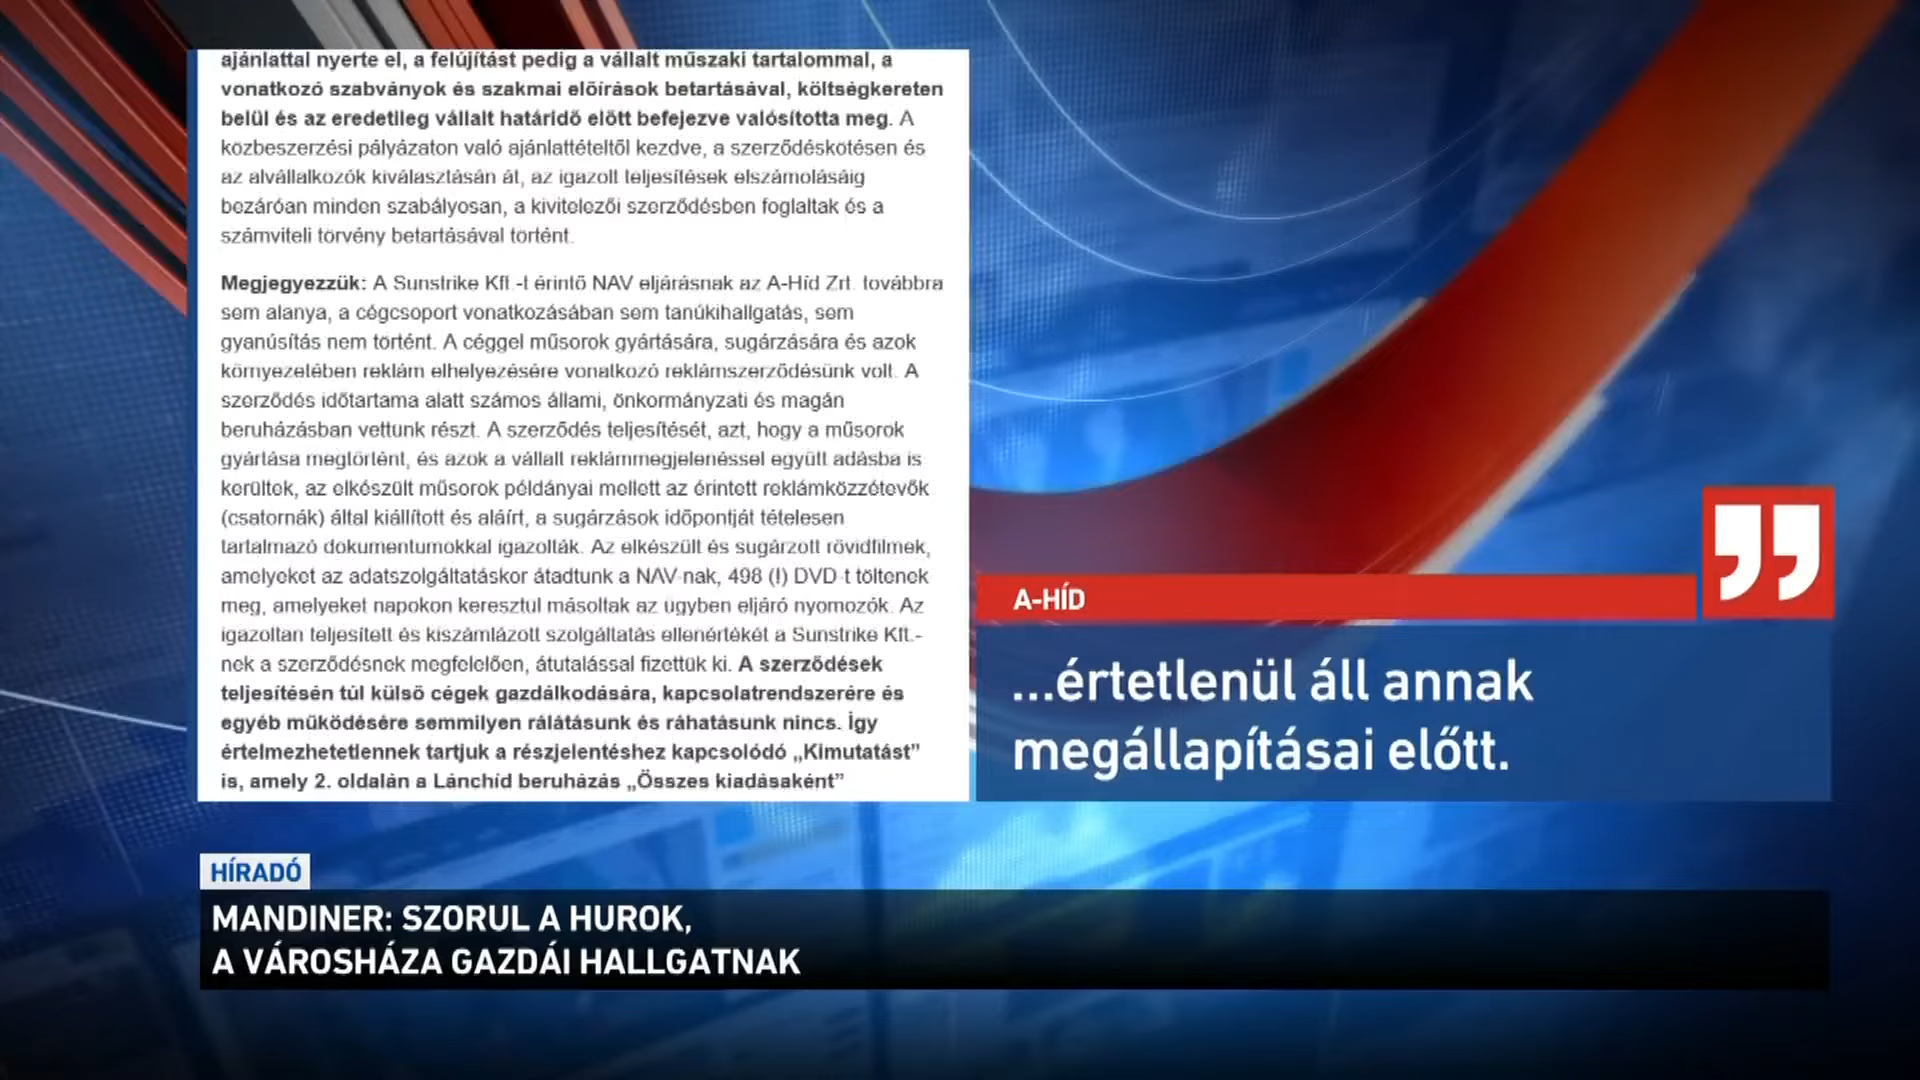 ajánlattal nyerte el, a felújítást pedig a vállalt műszaki tartalommal, a
vonatkozó szabványok és szakmai előírások betartásával, költségkereten
belül és az eredetileg vállalt határidő előtt befejezve valósította meg. A
közbeszerzési pályázaton való ajánlattételtől kezdve, a szerződéskötésen és
az alvállalkozók kiválasztásán át, az igazolt teljesítések elszámolásáig
bezáróan minden szabályosan, a kivitelezői szerződésben foglaltak és a
számviteli törvény betartásával történt.
Megjegyezzük: A Sunstrike Kft.-t érintő NAV eljárásnak az A-Híd Zrt. továbbra
sem alanya, a cégcsoport vonatkozásában sem tanúkihallgatás, sem
gyanúsítás nem történt. A céggel műsorok gyártására, sugárzására és azok
környezetében reklám elhelyezésére vonatkozó reklámszerződésünk volt. A
szerződés időtartama alatt számos állami, önkormányzati és magán
beruházásban vettünk részt. A szerződés teljesítését, azt, hogy a műsorok
gyártása megtörtént, és azok a vállalt reklámmegjelenéssel együtt adásba is
kerültek, az elkészült műsorok példányai mellett az érintett reklámközzétevők
(csatornák) által kiállított és aláírt, a sugárzások időpontját tételesen
tartalmazó dokumentumokkal igazolták. Az elkészült és sugárzott rövidfilmek,
amelyeket az adatszolgáltatáskor átadtunk a NAV-nak, 498 (!) DVD-t töltenek
meg, amelyeket napokon keresztül másoltak az ügyben eljáró nyomozók. Az
igazoltan teljesített és kiszámlázott szolgáltatás ellenértékét a Sunstrike Kft.-
nek a szerződésnek megfelelően, átutalással fizettük ki. A szerződések
teljesítésén túl külső cégek gazdálkodására, kapcsolatrendszerére és
egyéb működésére semmilyen rálátásunk és ráhatásunk nincs. Így
értelmezhetetlennek tartjuk a részjelentéshez kapcsolódó „Kimutatást”
is, amely 2. oldalán a Lánchíd beruházás „Összes kiadásaként”
A-HÍD
...értetlenül áll annak
megállapításai előtt.
HÍRADÓ
MANDINER: SZORUL A HUROK,
A VÁROSHÁZA GAZDÁI HALLGATNAK